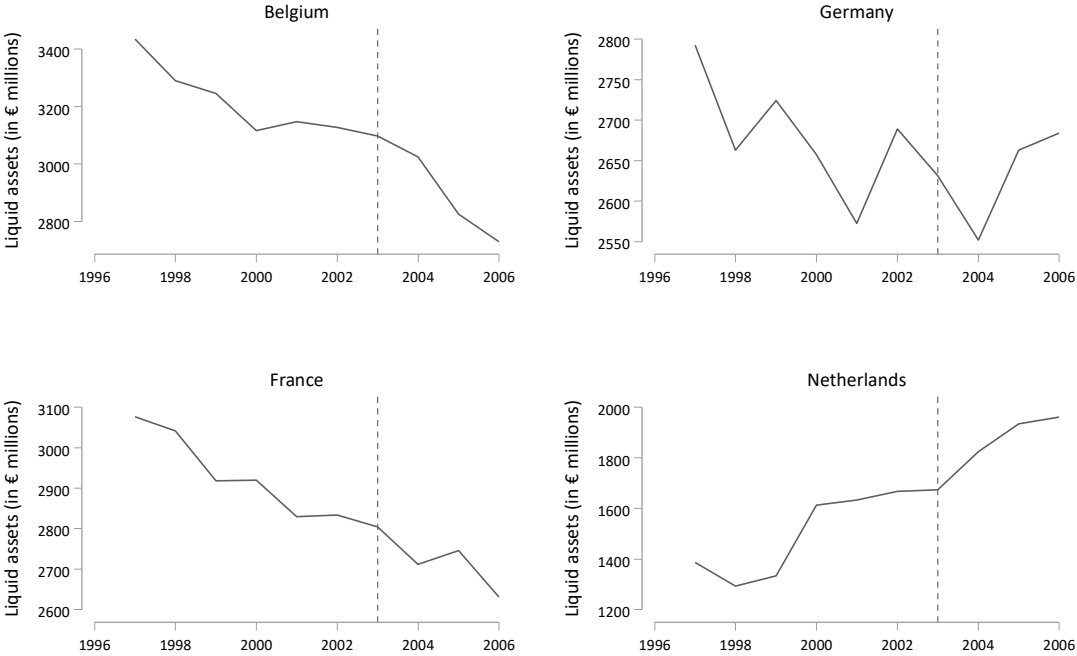 Belgium
Liquid assets (in € millions)
3400
3200
3000
2800
1996 1998 2000 2002 2004 2006
Germany
Liquid assets (in € millions)
2800
2750
2700
2650
2600
2550
1996 1998 2000 2002 2004 2006
France
Liquid assets (in € millions)
3100
3000
2900
2800
2700
2600
1996 1998 2000 2002 2004 2006
Netherlands
Liquid assets (in € millions)
2000
1800
1600
1400
1200
1996 1998 2000 2002 2004 2006